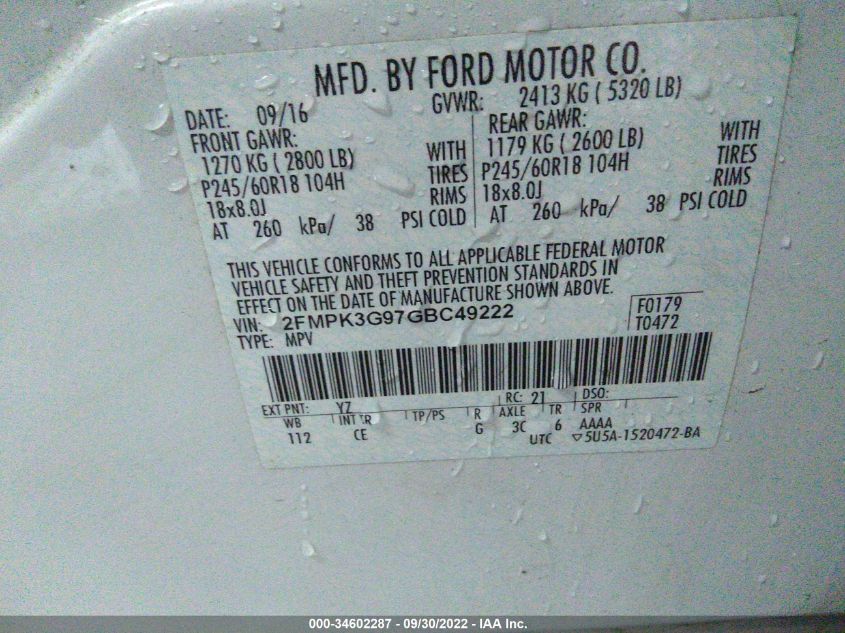 MFD. BY FORD MOTOR CO.
DATE: 09/16 GVWR: 2413 KG ( 5320 LB)
FRONT GAWR: REAR GAWR:
1270 KG ( 2800 LB) WITH 1179 KG ( 2600 LB) WITH
P245/60R18 104H TIRES P245/60R18 104H TIRES
18x8.0J RIMS 18x8.0J RIMS
AT 260 kPa/ 38 PSI COLD AT 260 kPa/ 38 PSI COLD
THIS VEHICLE CONFORMS TO ALL APPLICABLE FEDERAL MOTOR
VEHICLE SAFETY AND THEFT PREVENTION STANDARDS IN
EFFECT ON THE DATE OF MANUFACTURE SHOWN ABOVE.
VIN: 2FMPK3G97GBC49222 F0179
TYPE: MPV T0472
EXT PNT: YZ RC: 21 DSO:
WB INT TR TP/PS R AXLE TR SPR
112 CE G 3C 6 AAAA
UTC ▽5U5A-1520472-BA
000-34602287 - 09/30/2022 - IAA Inc.